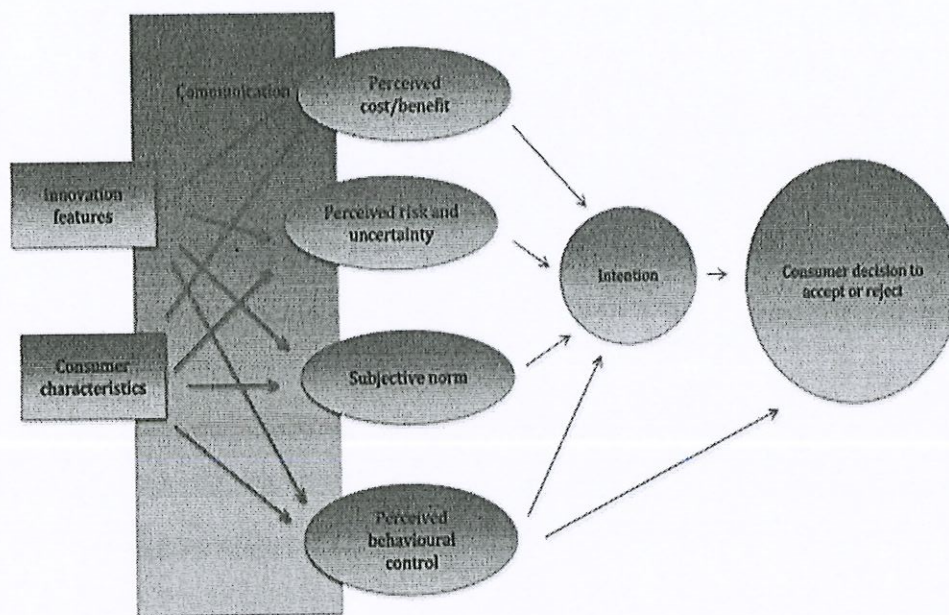 Communication
Perceived
cost/benefit
Innovation
features
Perceived risk and
uncertainty
Intention
Consumer decision to
accept or reject
Consumer
characteristics
Subjective norm
Perceived
behavioural
control